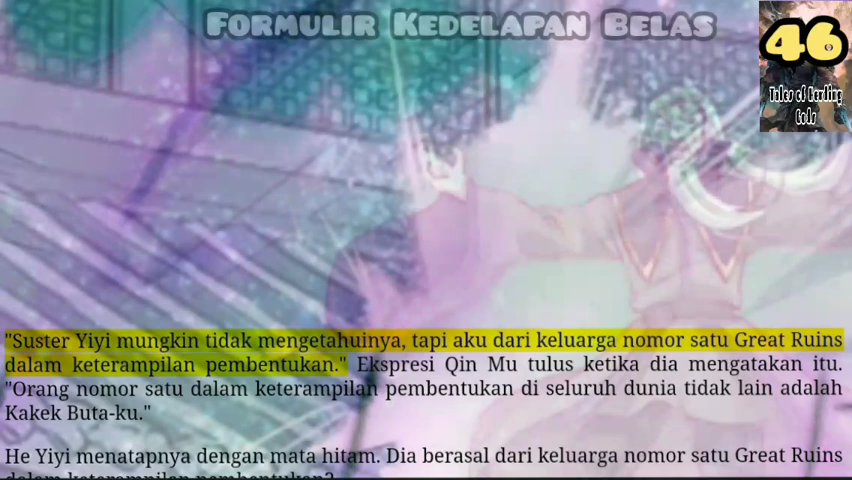 Formulir Kedelapan Belas
46
Tales of Herding
Gods
"Suster Yiyi mungkin tidak mengetahuinya, tapi aku dari keluarga nomor satu Great Ruins
dalam keterampilan pembentukan." Ekspresi Qin Mu tulus ketika dia mengatakan itu.
"Orang nomor satu dalam keterampilan pembentukan di seluruh dunia tidak lain adalah
Kakek Buta-ku."
He Yiyi menatapnya dengan mata hitam. Dia berasal dari keluarga nomor satu Great Ruins
dalam keterampilan pembentukan?